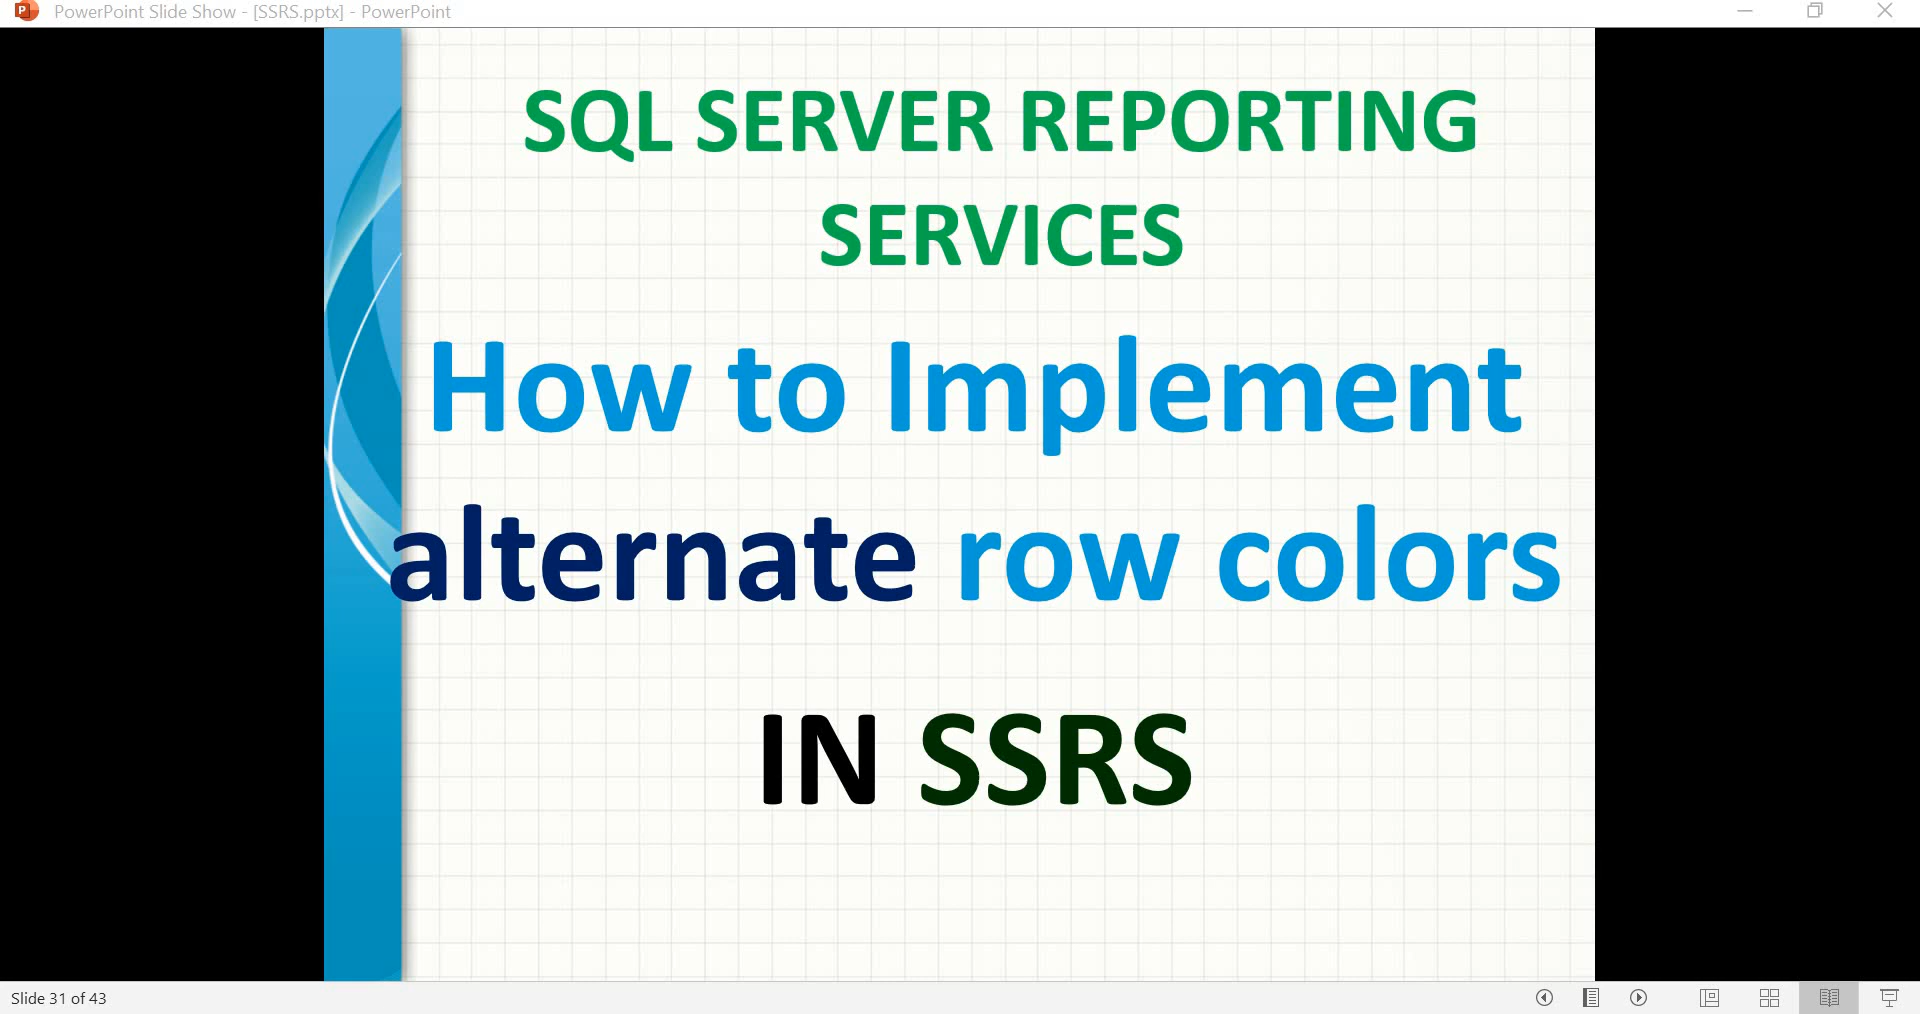 PowerPoint Slide Show - [SSRS.pptx] - PowerPoint
SQL SERVER REPORTING
SERVICES
How to Implement
alternate row colors
IN SSRS
Slide 31 of 43